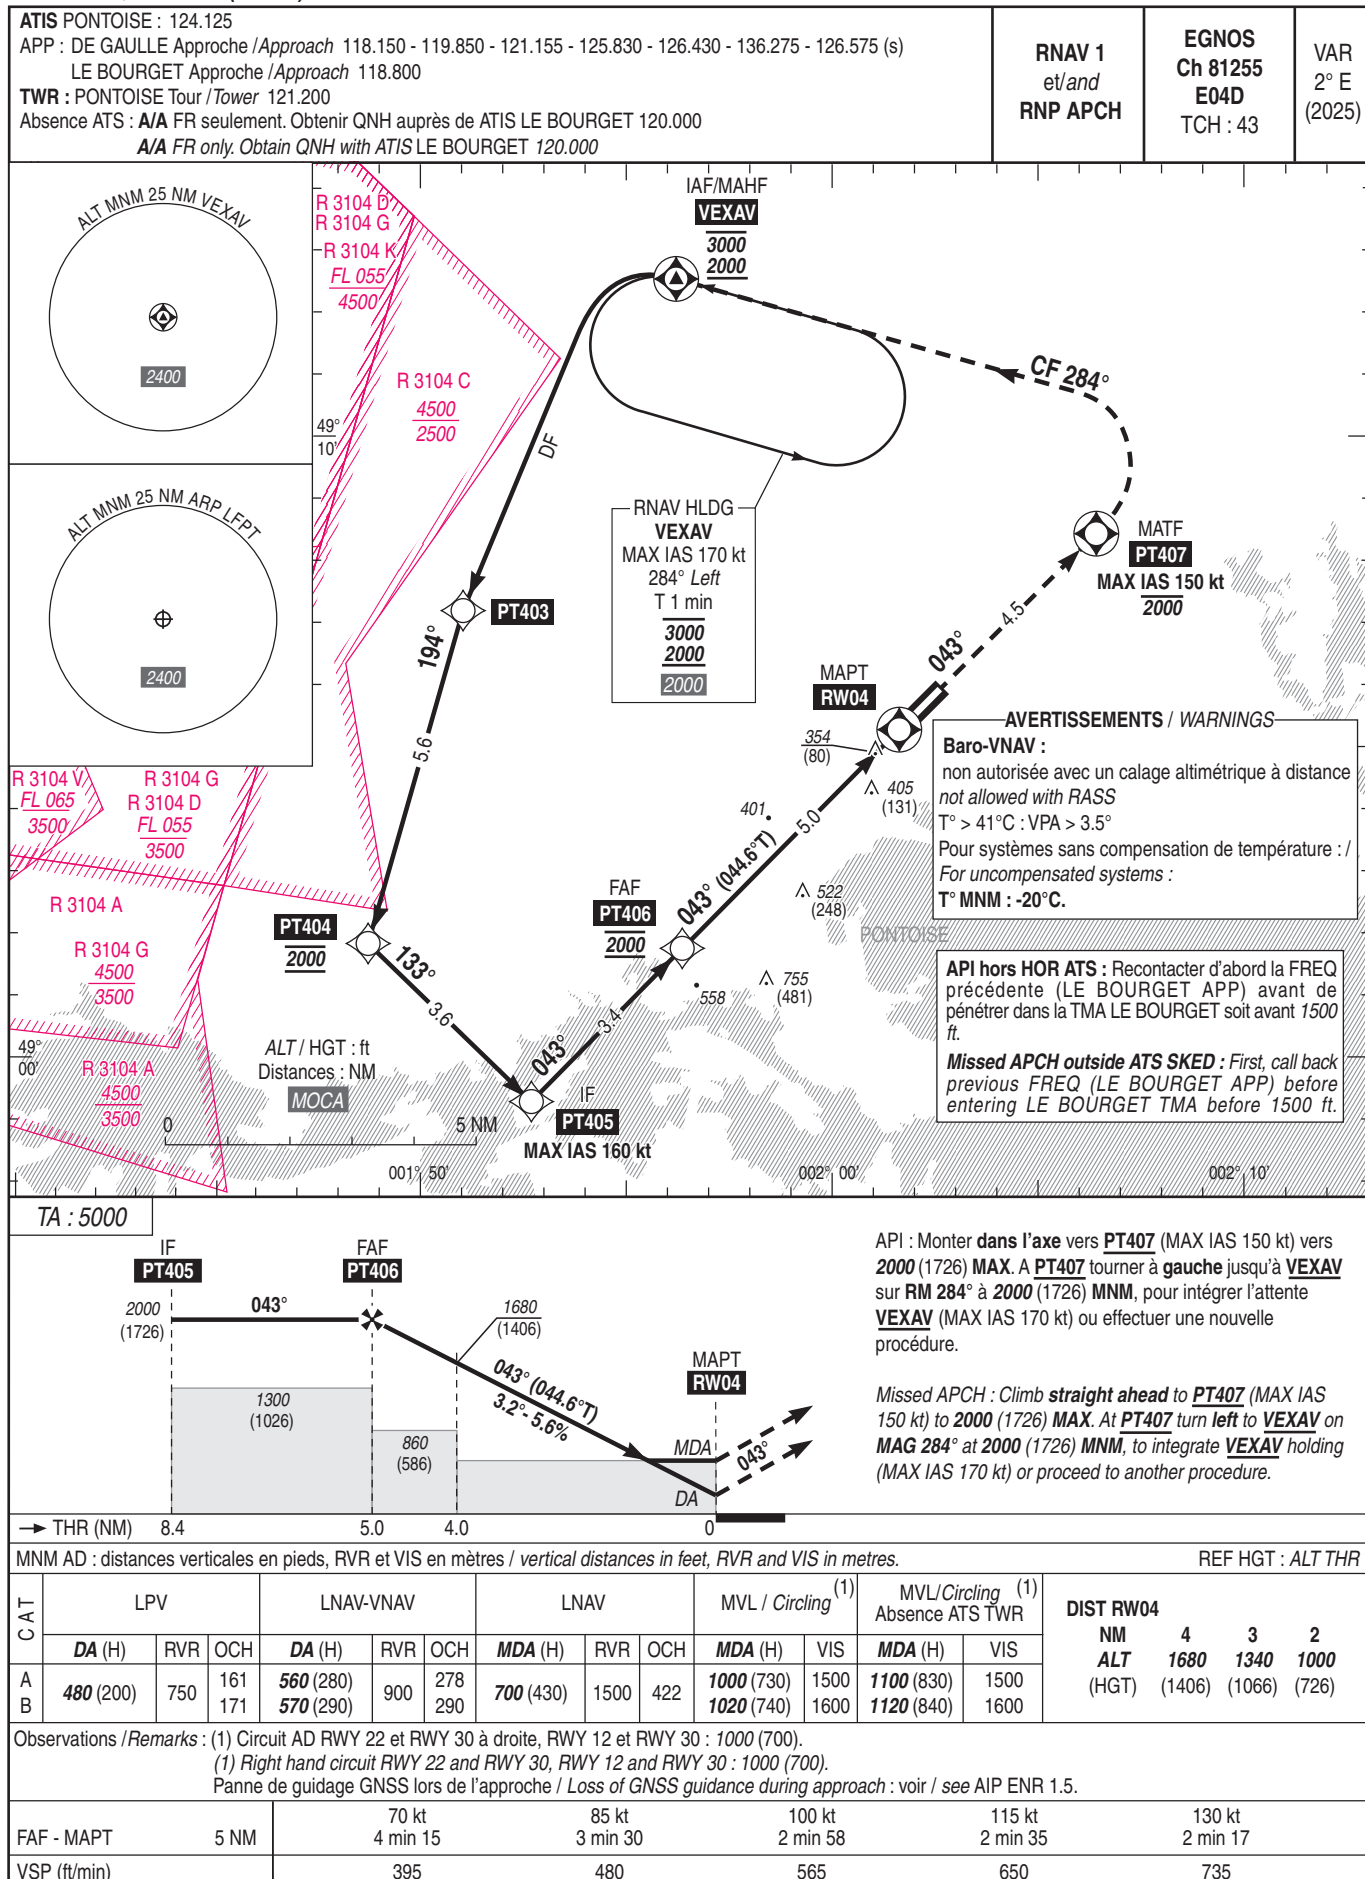 ATIS PONTOISE : 124.125
APP : DE GAULLE Approche / Approach 118.150 - 119.850 - 121.155 - 125.830 - 126.430 - 136.275 - 126.575 (s)
LE BOURGET Approche / Approach 118.800
TWR : PONTOISE Tour / Tower 121.200
Absence ATS : A/A FR seulement. Obtenir QNH auprès de ATIS LE BOURGET 120.000
A/A FR only. Obtain QNH with ATIS LE BOURGET 120.000
RNAV 1
et/and
RNP APCH
EGNOS
Ch 81255
E04D
TCH : 43
VAR
2° E
(2025)
ALT MNM 25 NM VEXAV
2400
ALT MNM 25 NM ARP LFPT
2400
R 3104 D
R 3104 G
R 3104 K
FL 055
4500
R 3104 C
4500
2500
49°
10'
IAF/MAHF
VEXAV
3000
2000
CF 284°
DF
RNAV HLDG
VEXAV
MAX IAS 170 kt
284° Left
T 1 min
3000
2000
2000
MATF
PT407
MAX IAS 150 kt
2000
4.5
043°
PT403
194°
5.6
MAPT
RW04
354
(80)
405
(131)
401
5.0
043° (044.6°T)
522
(248)
FAF
PT406
2000
755
(481)
558
PONTOISE
3.4
043°
PT404
2000
133°
3.6
IF
PT405
MAX IAS 160 kt
R 3104 V
FL 065
3500
R 3104 G
R 3104 D
FL 055
3500
R 3104 A
R 3104 G
4500
3500
49°
00'
R 3104 A
4500
3500
ALT / HGT : ft
Distances : NM
MOCA
0
5 NM
001° 50'
002° 00'
002° 10'
AVERTISSEMENTS / WARNINGS
Baro-VNAV :
non autorisée avec un calage altimétrique à distance
not allowed with RASS
T° > 41°C : VPA > 3.5°
Pour systèmes sans compensation de température : /
For uncompensated systems :
T° MNM : -20°C.
API hors HOR ATS : Recontacter d'abord la FREQ
précédente (LE BOURGET APP) avant de
pénétrer dans la TMA LE BOURGET soit avant 1500
ft.
Missed APCH outside ATS SKED : First, call back
previous FREQ (LE BOURGET APP) before
entering LE BOURGET TMA before 1500 ft.
TA : 5000
IF
PT405
FAF
PT406
2000
(1726)
043°
1680
(1406)
1300
(1026)
860
(586)
043° (044.6°T)
3.2° - 5.6%
MAPT
RW04
MDA
DA
043°
THR (NM) 8.4 5.0 4.0 0
API : Monter dans l'axe vers PT407 (MAX IAS 150 kt) vers
2000 (1726) MAX. A PT407 tourner à gauche jusqu'à VEXAV
sur RM 284° à 2000 (1726) MNM, pour intégrer l'attente
VEXAV (MAX IAS 170 kt) ou effectuer une nouvelle
procédure.
Missed APCH : Climb straight ahead to PT407 (MAX IAS
150 kt) to 2000 (1726) MAX. At PT407 turn left to VEXAV on
MAG 284° at 2000 (1726) MNM, to integrate VEXAV holding
(MAX IAS 170 kt) or proceed to another procedure.
MNM AD : distances verticales en pieds, RVR et VIS en mètres / vertical distances in feet, RVR and VIS in metres. REF HGT : ALT THR
CAT LPV LNAV-VNAV LNAV MVL / Circling (1) MVL/Circling (1)
Absence ATS TWR
DA (H) RVR OCH DA (H) RVR OCH MDA (H) RVR OCH MDA (H) VIS MDA (H) VIS
A 480 (200) 750 161 560 (280) 900 278 700 (430) 1500 422 1000 (730) 1500 1100 (830) 1500
B 171 570 (290) 290 1020 (740) 1600 1120 (840) 1600
DIST RW04
NM 4 3 2
ALT 1680 1340 1000
(HGT) (1406) (1066) (726)
Observations / Remarks : (1) Circuit AD RWY 22 et RWY 30 à droite, RWY 12 et RWY 30 : 1000 (700).
(1) Right hand circuit RWY 22 and RWY 30, RWY 12 and RWY 30 : 1000 (700).
Panne de guidage GNSS lors de l'approche / Loss of GNSS guidance during approach : voir / see AIP ENR 1.5.
70 kt 85 kt 100 kt 115 kt 130 kt
FAF - MAPT 5 NM 4 min 15 3 min 30 2 min 58 2 min 35 2 min 17
VSP (ft/min) 395 480 565 650 735